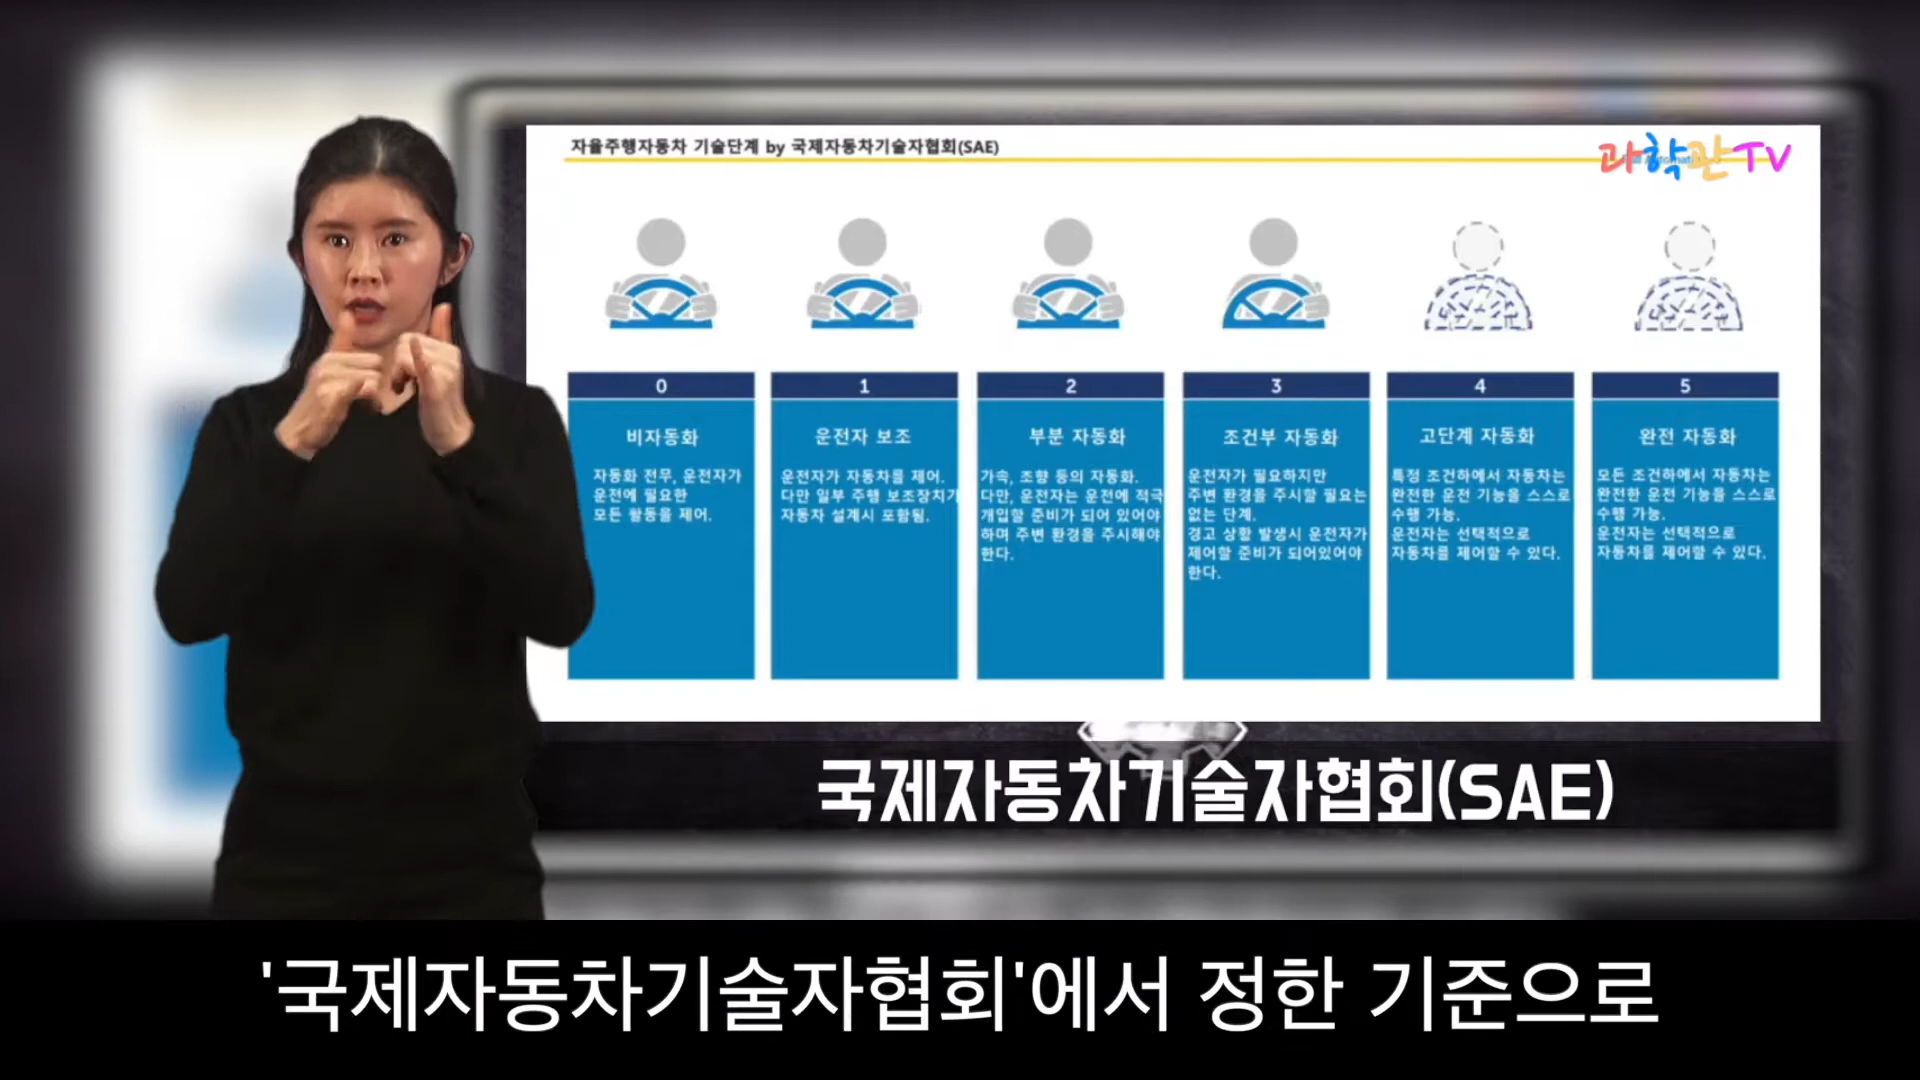 자율주행자동차 기술단계 by 국제자동차기술자협회(SAE)
과학관TV
0
비자동화
자동화 전무, 운전자가
운전에 필요한
모든 활동을 제어.
1
운전자 보조
운전자가 자동차를 제어.
다만 일부 주행 보조장치가
자동차 설계시 포함됨.
2
부분 자동화
가속, 조향 등의 자동화.
다만, 운전자는 운전에 적극
개입할 준비가 되어 있어야
하며 주변 환경을 주시해야
한다.
3
조건부 자동화
운전자가 필요하지만
주변 환경을 주시할 필요는
없는 단계.
경고 상황 발생시 운전자가
제어할 준비가 되어있어야
한다.
4
고단계 자동화
특정 조건하에서 자동차는
완전한 운전 기능을 스스로
수행 가능.
운전자는 선택적으로
자동차를 제어할 수 있다.
5
완전 자동화
모든 조건하에서 자동차는
완전한 운전 기능을 스스로
수행 가능.
운전자는 선택적으로
자동차를 제어할 수 있다.
국제자동차기술자협회(SAE)
'국제자동차기술자협회'에서 정한 기준으로